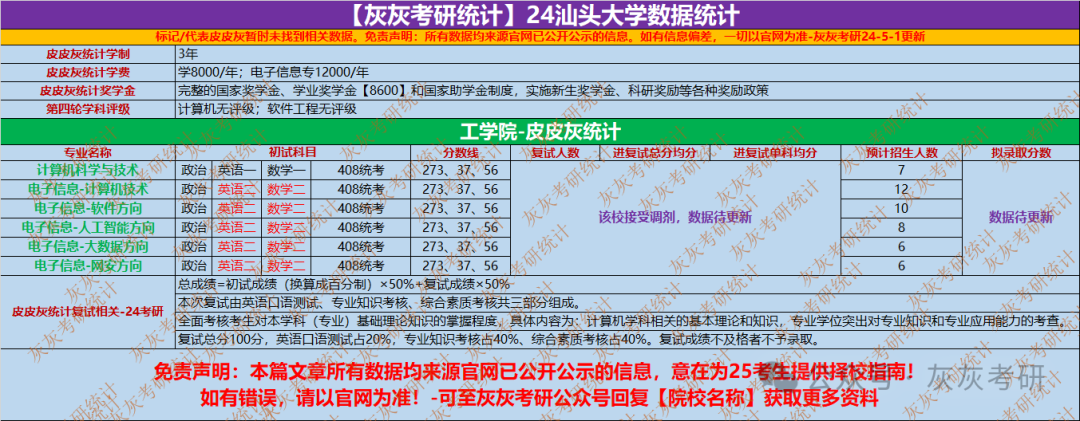 【灰灰考研统计】24汕头大学数据统计
标记/代表皮皮灰暂时未找到相关数据。免责声明：所有数据均来源官网已公开公示的信息。如有信息偏差，一切以官网为准-灰灰考研24-5-1更新
皮皮灰统计学制 3年
皮皮灰统计学费 学8000/年；电子信息专12000/年
皮皮灰统计奖学金 完整的国家奖学金、学业奖学金【8600】和国家助学金制度，实施新生奖学金、科研奖励等各种奖励政策
第四轮学科评级 计算机无评级；软件工程无评级
工学院-皮皮灰统计
专业名称 初试科目 分数线 复试人数 进复试总分均分 进复试单科均分 预计招生人数 拟录取分数
计算机科学与技术 政治 英语一 数学一 408统考 273、37、56 7
电子信息-计算机技术 政治 英语二 数学二 408统考 273、37、56 12
电子信息-软件方向 政治 英语二 数学二 408统考 273、37、56 10
该校接受调剂，数据待更新 数据待更新
电子信息-人工智能方向 政治 英语二 数学二 408统考 273、37、56 8
电子信息-大数据方向 政治 英语二 数学二 408统考 273、37、56 6
电子信息-网安方向 政治 英语二 数学二 408统考 273、37、56 6
皮皮灰统计复试相关-24考研
总成绩=初试成绩（换算成百分制）×50%+复试成绩×50%
本次复试由英语口语测试、专业知识考核、综合素质考核共三部分组成。
全面考核考生对本学科（专业）基础理论知识的掌握程度，具体内容为：计算机学科相关的基本理论和知识，专业学位突出对专业知识和专业应用能力的考查。
复试总分100分，英语口语测试占20%，专业知识考核占40%、综合素质考核占40%。复试成绩不及格者不予录取。
免责声明：本篇文章所有数据均来源官网已公开公示的信息，意在为25考生提供择校指南！
如有错误，请以官网为准！-可至灰灰考研公众号回复【院校名称】获取更多资料
公众号·灰灰考研
灰灰考研统计